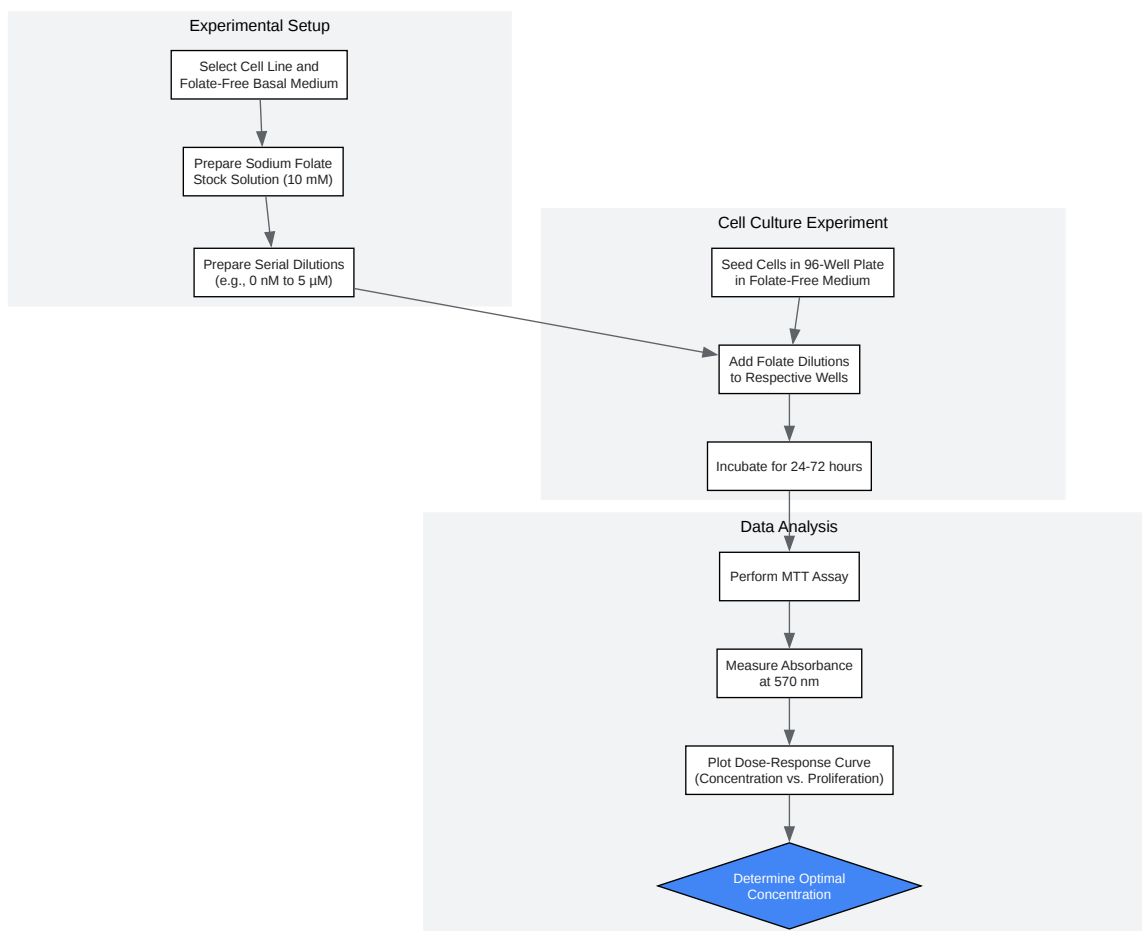 Experimental Setup
Select Cell Line and
Folate-Free Basal Medium
Prepare Sodium Folate
Stock Solution (10 mM)
Prepare Serial Dilutions
(e.g., 0 nM to 5 µM)
Cell Culture Experiment
Seed Cells in 96-Well Plate
in Folate-Free Medium
Add Folate Dilutions
to Respective Wells
Incubate for 24-72 hours
Data Analysis
Perform MTT Assay
Measure Absorbance
at 570 nm
Plot Dose-Response Curve
(Concentration vs. Proliferation)
Determine Optimal
Concentration